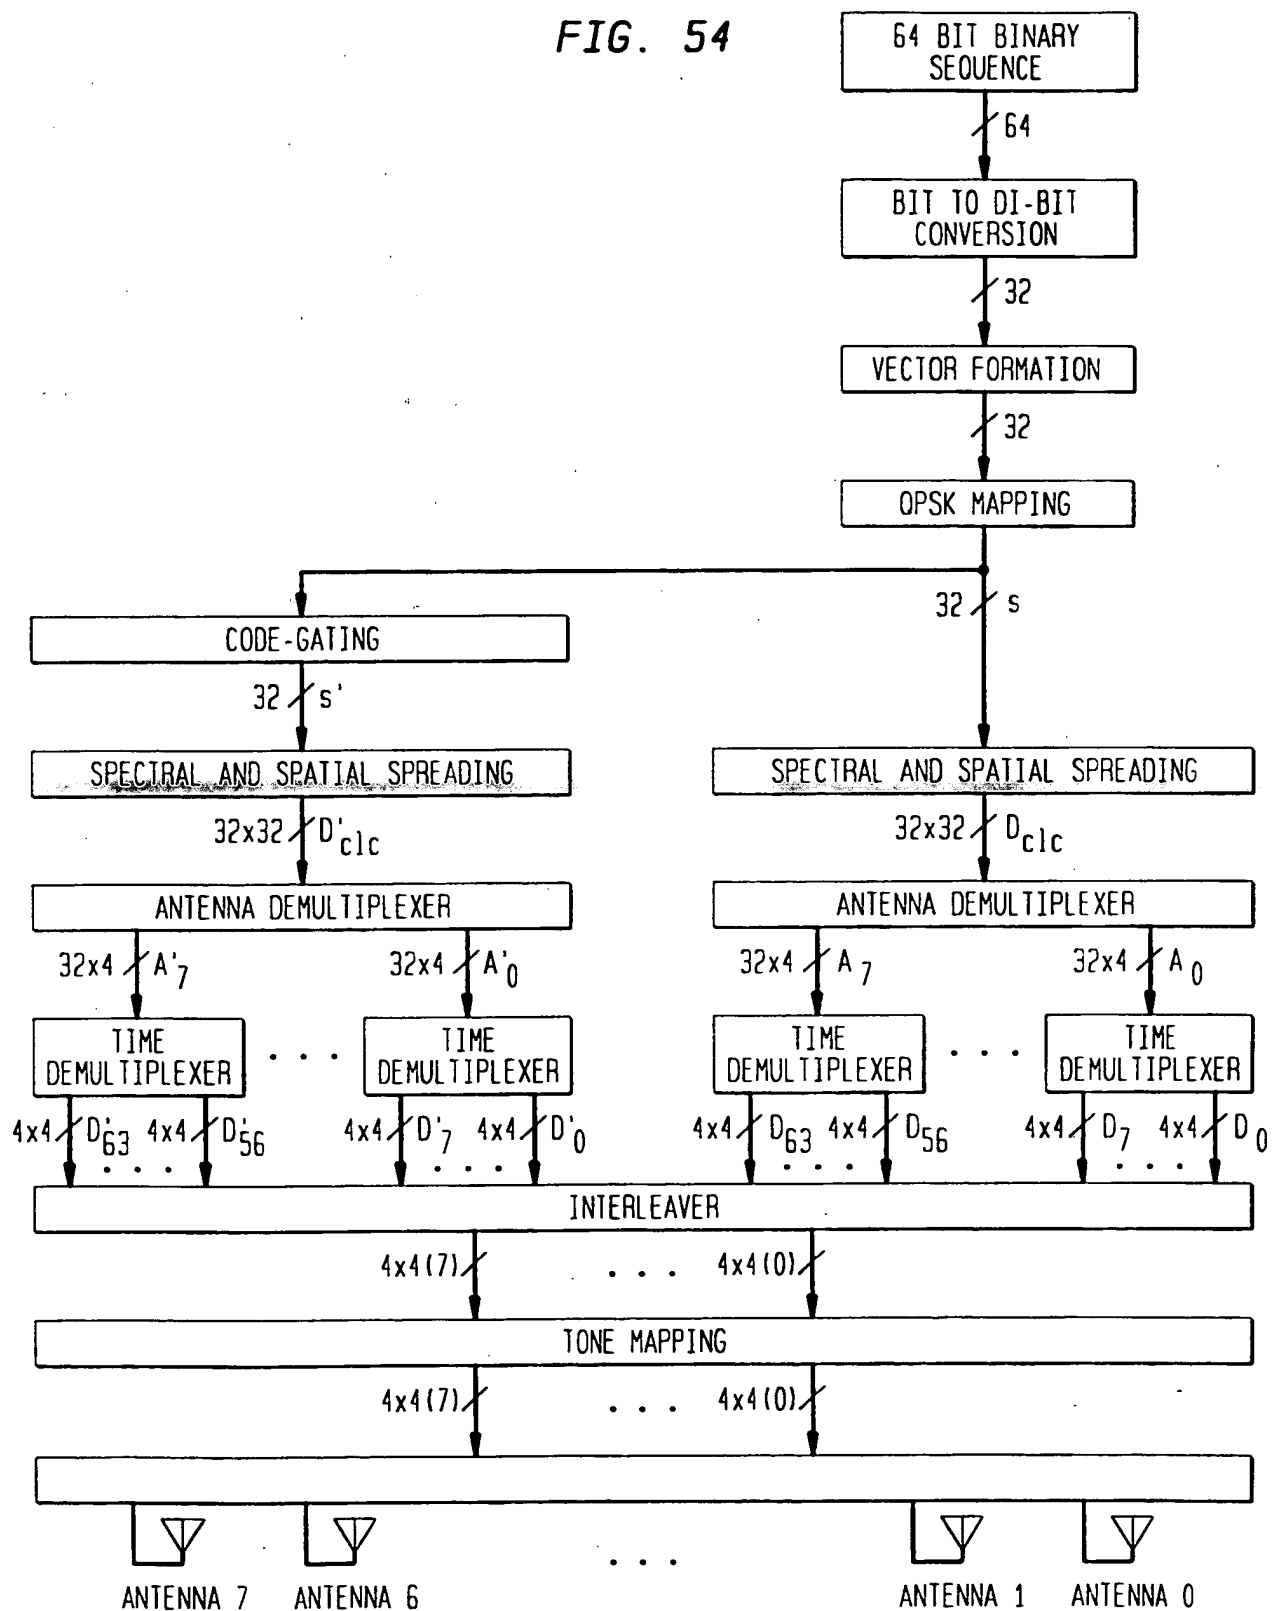 FIG. 54
64 BIT BINARY
SEQUENCE
64
BIT TO DI-BIT
CONVERSION
32
VECTOR FORMATION
32
QPSK MAPPING
32 s
CODE-GATING
32 s'
SPECTRAL AND SPATIAL SPREADING
SPECTRAL AND SPATIAL SPREADING
32x32 D'clc
32x32 Dclc
ANTENNA DEMULTIPLEXER
ANTENNA DEMULTIPLEXER
32x4 A'7
32x4 A'0
32x4 A7
32x4 A0
TIME
DEMULTIPLEXER
. . .
TIME
DEMULTIPLEXER
TIME
DEMULTIPLEXER
. . .
TIME
DEMULTIPLEXER
4x4 D'63 4x4 D'56
4x4 D'7 4x4 D'0
4x4 D63 4x4 D56
4x4 D7 4x4 D0
. . . .
. . . .
. . . .
. . . .
INTERLEAVER
4x4(7) . . . 4x4(0)
TONE MAPPING
4x4(7) . . . 4x4(0)
. . .
ANTENNA 7 ANTENNA 6 ANTENNA 1 ANTENNA 0